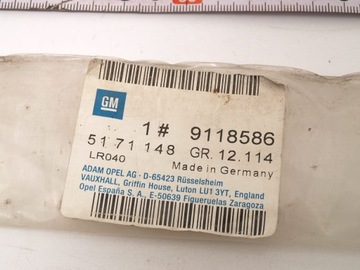 GM
1 # 9118586
51 71 148 GR. 12.114
LR040 Made in Germany
ADAM OPEL AG - D-65423 Rüsselsheim
VAUXHALL, Griffin House, Luton LU1 3YT, England
Opel España S. A., E-50639 Figueruelas Zaragoza